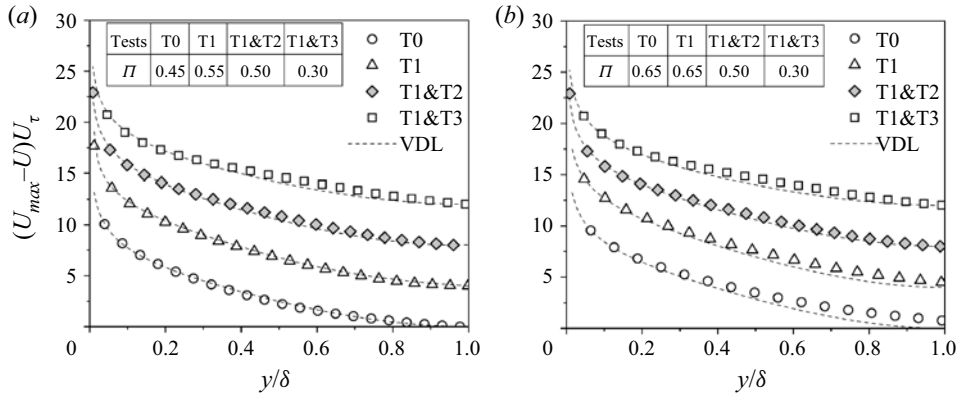 (a)
30
25
20
15
10
5
0
0.2
0.4
0.6
0.8
1.0
(U_max−U)U_τ
y/δ
Tests T0 T1 T1&T2 T1&T3
Π 0.45 0.55 0.50 0.30
T0
T1
T1&T2
T1&T3
VDL
(b)
30
25
20
15
10
5
0
0.2
0.4
0.6
0.8
1.0
y/δ
Tests T0 T1 T1&T2 T1&T3
Π 0.65 0.65 0.50 0.30
T0
T1
T1&T2
T1&T3
VDL